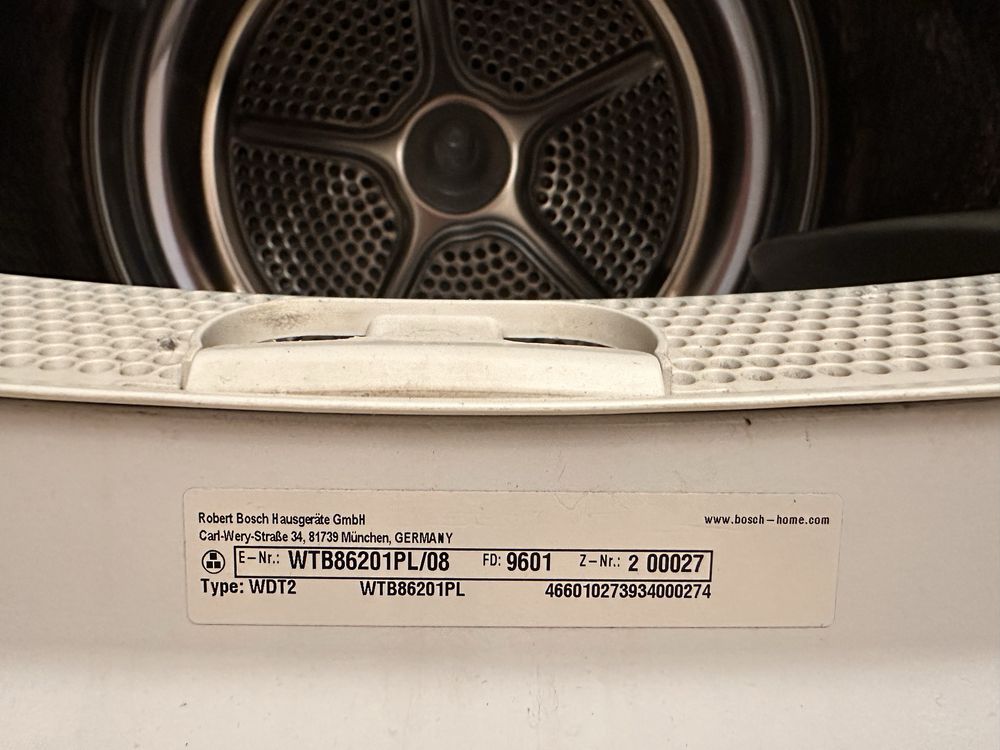 Robert Bosch Hausgeräte GmbH
www.bosch-home.com
Carl-Wery-Straße 34, 81739 München, GERMANY
E-Nr.: WTB86201PL/08 FD: 9601 Z-Nr.: 2 00027
Type: WDT2 WTB86201PL 466010273934000274